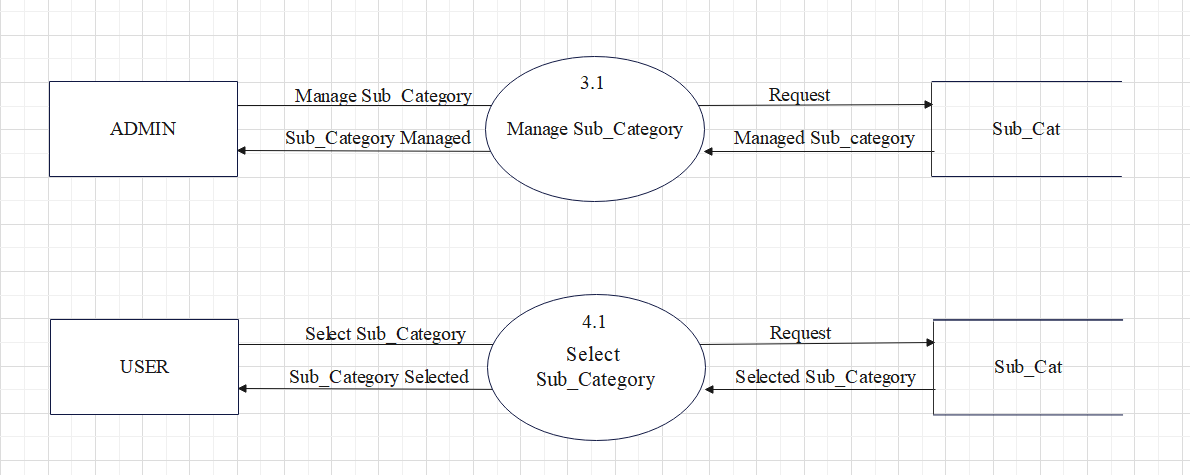 3.1
Manage Sub_Category
Request
ADMIN
Manage Sub_Category
Sub_Cat
Sub_Category Managed
Managed Sub_category
4.1
Select Sub_Category
Request
USER
Select
Sub_Category
Sub_Cat
Sub_Category Selected
Selected Sub_Category